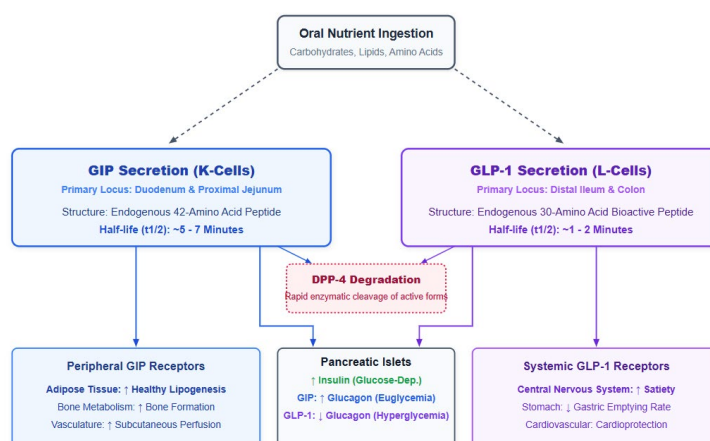 Oral Nutrient Ingestion
Carbohydrates, Lipids, Amino Acids
GIP Secretion (K-Cells)
Primary Locus: Duodenum & Proximal Jejunum
Structure: Endogenous 42-Amino Acid Peptide
Half-life (t1/2): ~5 - 7 Minutes
GLP-1 Secretion (L-Cells)
Primary Locus: Distal Ileum & Colon
Structure: Endogenous 30-Amino Acid Bioactive Peptide
Half-life (t1/2): ~1 - 2 Minutes
DPP-4 Degradation
Rapid enzymatic cleavage of active forms
Peripheral GIP Receptors
Adipose Tissue: ↑ Healthy Lipogenesis
Bone Metabolism: ↑ Bone Formation
Vasculature: ↑ Subcutaneous Perfusion
Pancreatic Islets
↑ Insulin (Glucose-Dep.)
GIP: ↑ Glucagon (Euglycemia)
GLP-1: ↓ Glucagon (Hyperglycemia)
Systemic GLP-1 Receptors
Central Nervous System: ↑ Satiety
Stomach: ↓ Gastric Emptying Rate
Cardiovascular: Cardioprotection